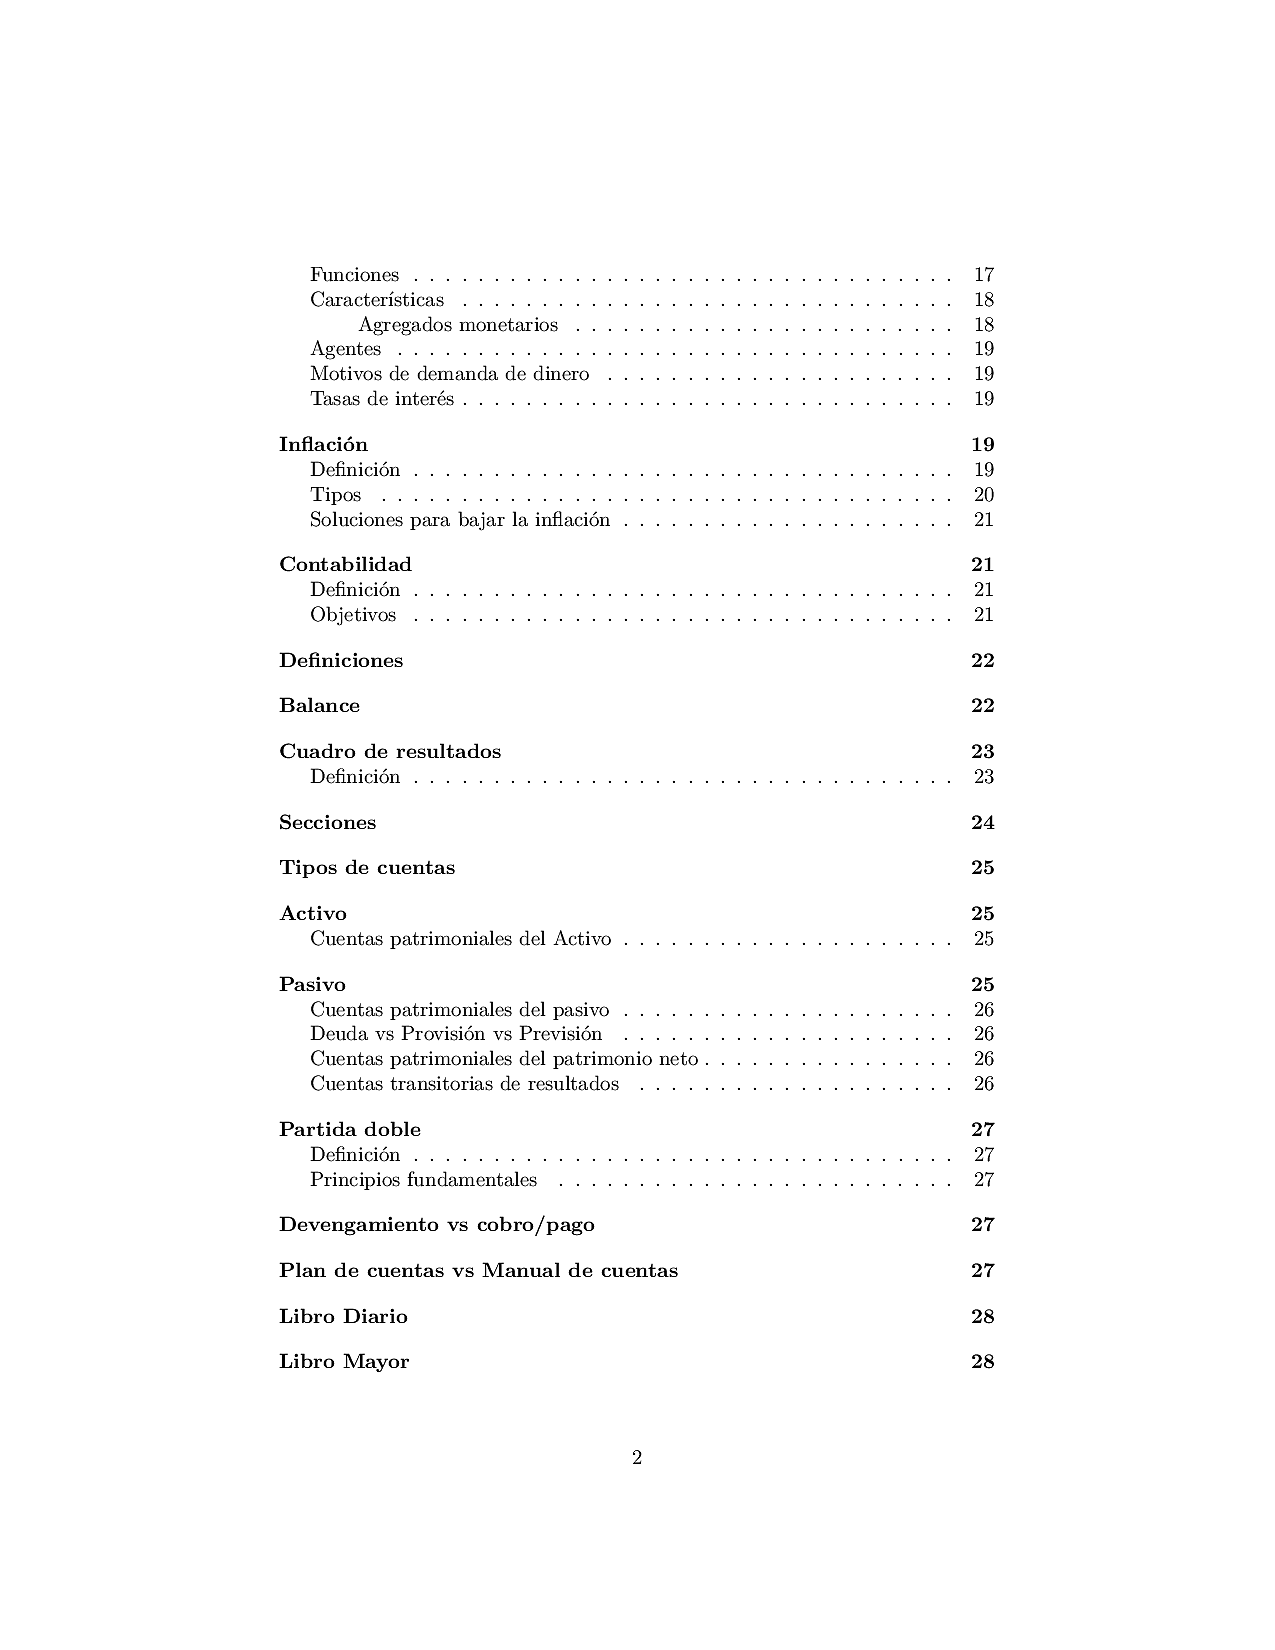 Funciones . . . . . . . . . . . . . . . . . . . . . . . . . . . . . . . . . . 17
Características . . . . . . . . . . . . . . . . . . . . . . . . . . . . . . . 18
Agregados monetarios . . . . . . . . . . . . . . . . . . . . . . . . 18
Agentes . . . . . . . . . . . . . . . . . . . . . . . . . . . . . . . . . . . 19
Motivos de demanda de dinero . . . . . . . . . . . . . . . . . . . . . . 19
Tasas de interés . . . . . . . . . . . . . . . . . . . . . . . . . . . . . . . 19
Inflación 19
Definición . . . . . . . . . . . . . . . . . . . . . . . . . . . . . . . . . . 19
Tipos . . . . . . . . . . . . . . . . . . . . . . . . . . . . . . . . . . . . 20
Soluciones para bajar la inflación . . . . . . . . . . . . . . . . . . . . . 21
Contabilidad 21
Definición . . . . . . . . . . . . . . . . . . . . . . . . . . . . . . . . . . 21
Objetivos . . . . . . . . . . . . . . . . . . . . . . . . . . . . . . . . . . 21
Definiciones 22
Balance 22
Cuadro de resultados 23
Definición . . . . . . . . . . . . . . . . . . . . . . . . . . . . . . . . . . 23
Secciones 24
Tipos de cuentas 25
Activo 25
Cuentas patrimoniales del Activo . . . . . . . . . . . . . . . . . . . . . 25
Pasivo 25
Cuentas patrimoniales del pasivo . . . . . . . . . . . . . . . . . . . . . 26
Deuda vs Provisión vs Previsión . . . . . . . . . . . . . . . . . . . . . 26
Cuentas patrimoniales del patrimonio neto . . . . . . . . . . . . . . . . 26
Cuentas transitorias de resultados . . . . . . . . . . . . . . . . . . . . 26
Partida doble 27
Definición . . . . . . . . . . . . . . . . . . . . . . . . . . . . . . . . . . 27
Principios fundamentales . . . . . . . . . . . . . . . . . . . . . . . . . 27
Devengamiento vs cobro/pago 27
Plan de cuentas vs Manual de cuentas 27
Libro Diario 28
Libro Mayor 28
2